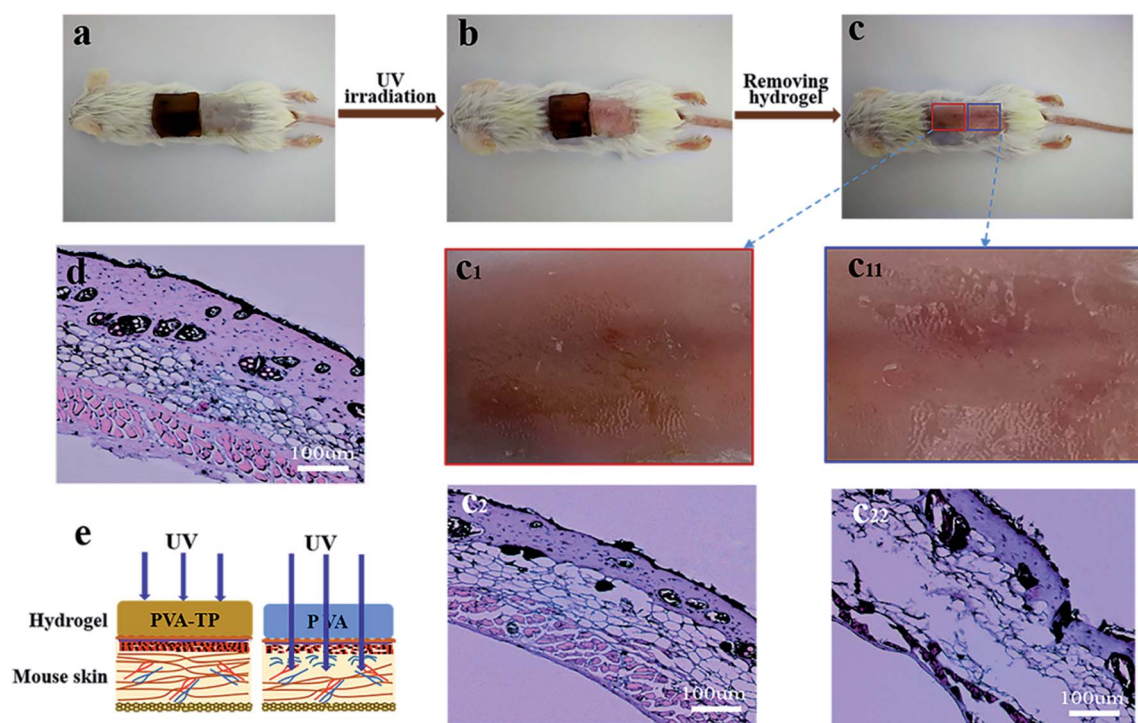 a
UV
irradiation
b
Removing
hydrogel
c
d
100um
c1
c11
e
UV
UV
Hydrogel
PVA-TP
PVA
Mouse skin
c2
100um
c22
100um